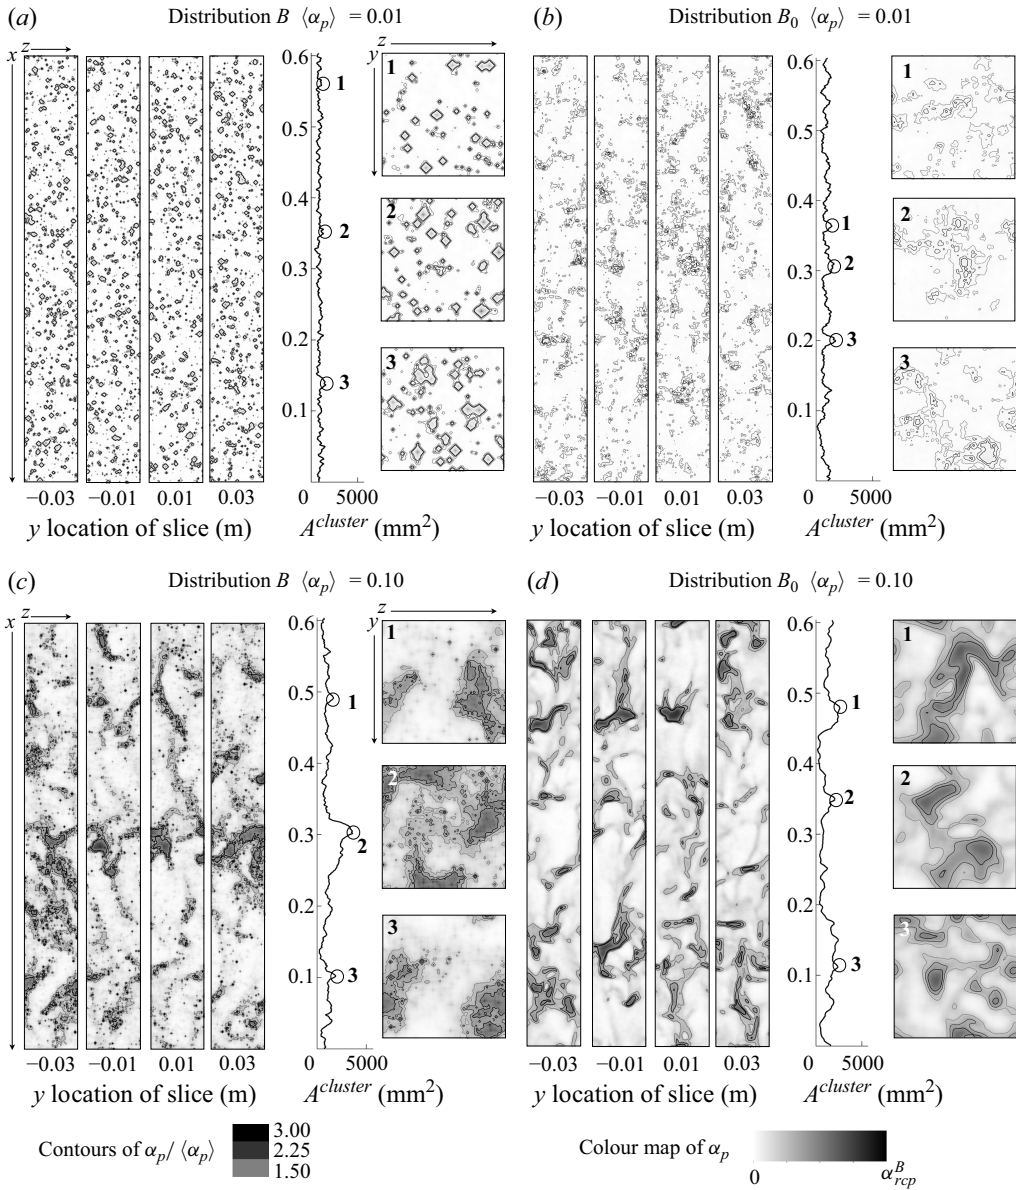 (a) Distribution B ⟨αp⟩ = 0.01
z
x
0.6
0.5
0.4
0.3
0.2
0.1
1
2
3
z
y
1
2
3
−0.03 −0.01 0.01 0.03
0 5000
y location of slice (m) A^cluster (mm²)
(b) Distribution B₀ ⟨αp⟩ = 0.01
0.6
0.5
0.4
0.3
0.2
0.1
1
2
3
1
2
3
−0.03 −0.01 0.01 0.03
0 5000
y location of slice (m) A^cluster (mm²)
(c) Distribution B ⟨αp⟩ = 0.10
z
x
0.6
0.5
0.4
0.3
0.2
0.1
1
2
3
z
y
1
2
3
−0.03 −0.01 0.01 0.03
0 5000
y location of slice (m) A^cluster (mm²)
(d) Distribution B₀ ⟨αp⟩ = 0.10
0.6
0.5
0.4
0.3
0.2
0.1
1
2
3
1
2
3
−0.03 −0.01 0.01 0.03
0 5000
y location of slice (m) A^cluster (mm²)
Contours of αp/⟨αp⟩
3.00
2.25
1.50
Colour map of αp
0 α^B_rcp